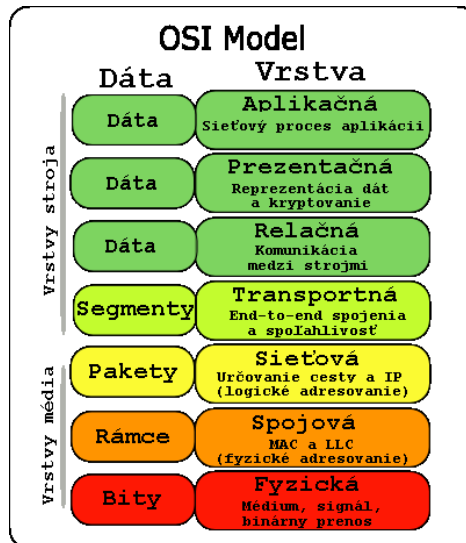 OSI Model
Dáta
Vrstva
Vrstvy stroja
Dáta
Aplikačná
Sieťový proces aplikácii
Dáta
Prezentačná
Reprezentácia dát
a kryptovanie
Dáta
Relačná
Komunikácia
medzi strojmi
Segmenty
Transportná
End-to-end spojenia
a spoľahlivosť
Vrstvy média
Pakety
Sieťová
Určovanie cesty a IP
(logické adresovanie)
Rámce
Spojová
MAC a LLC
(fyzické adresovanie)
Bity
Fyzická
Médium, signál,
binárny prenos